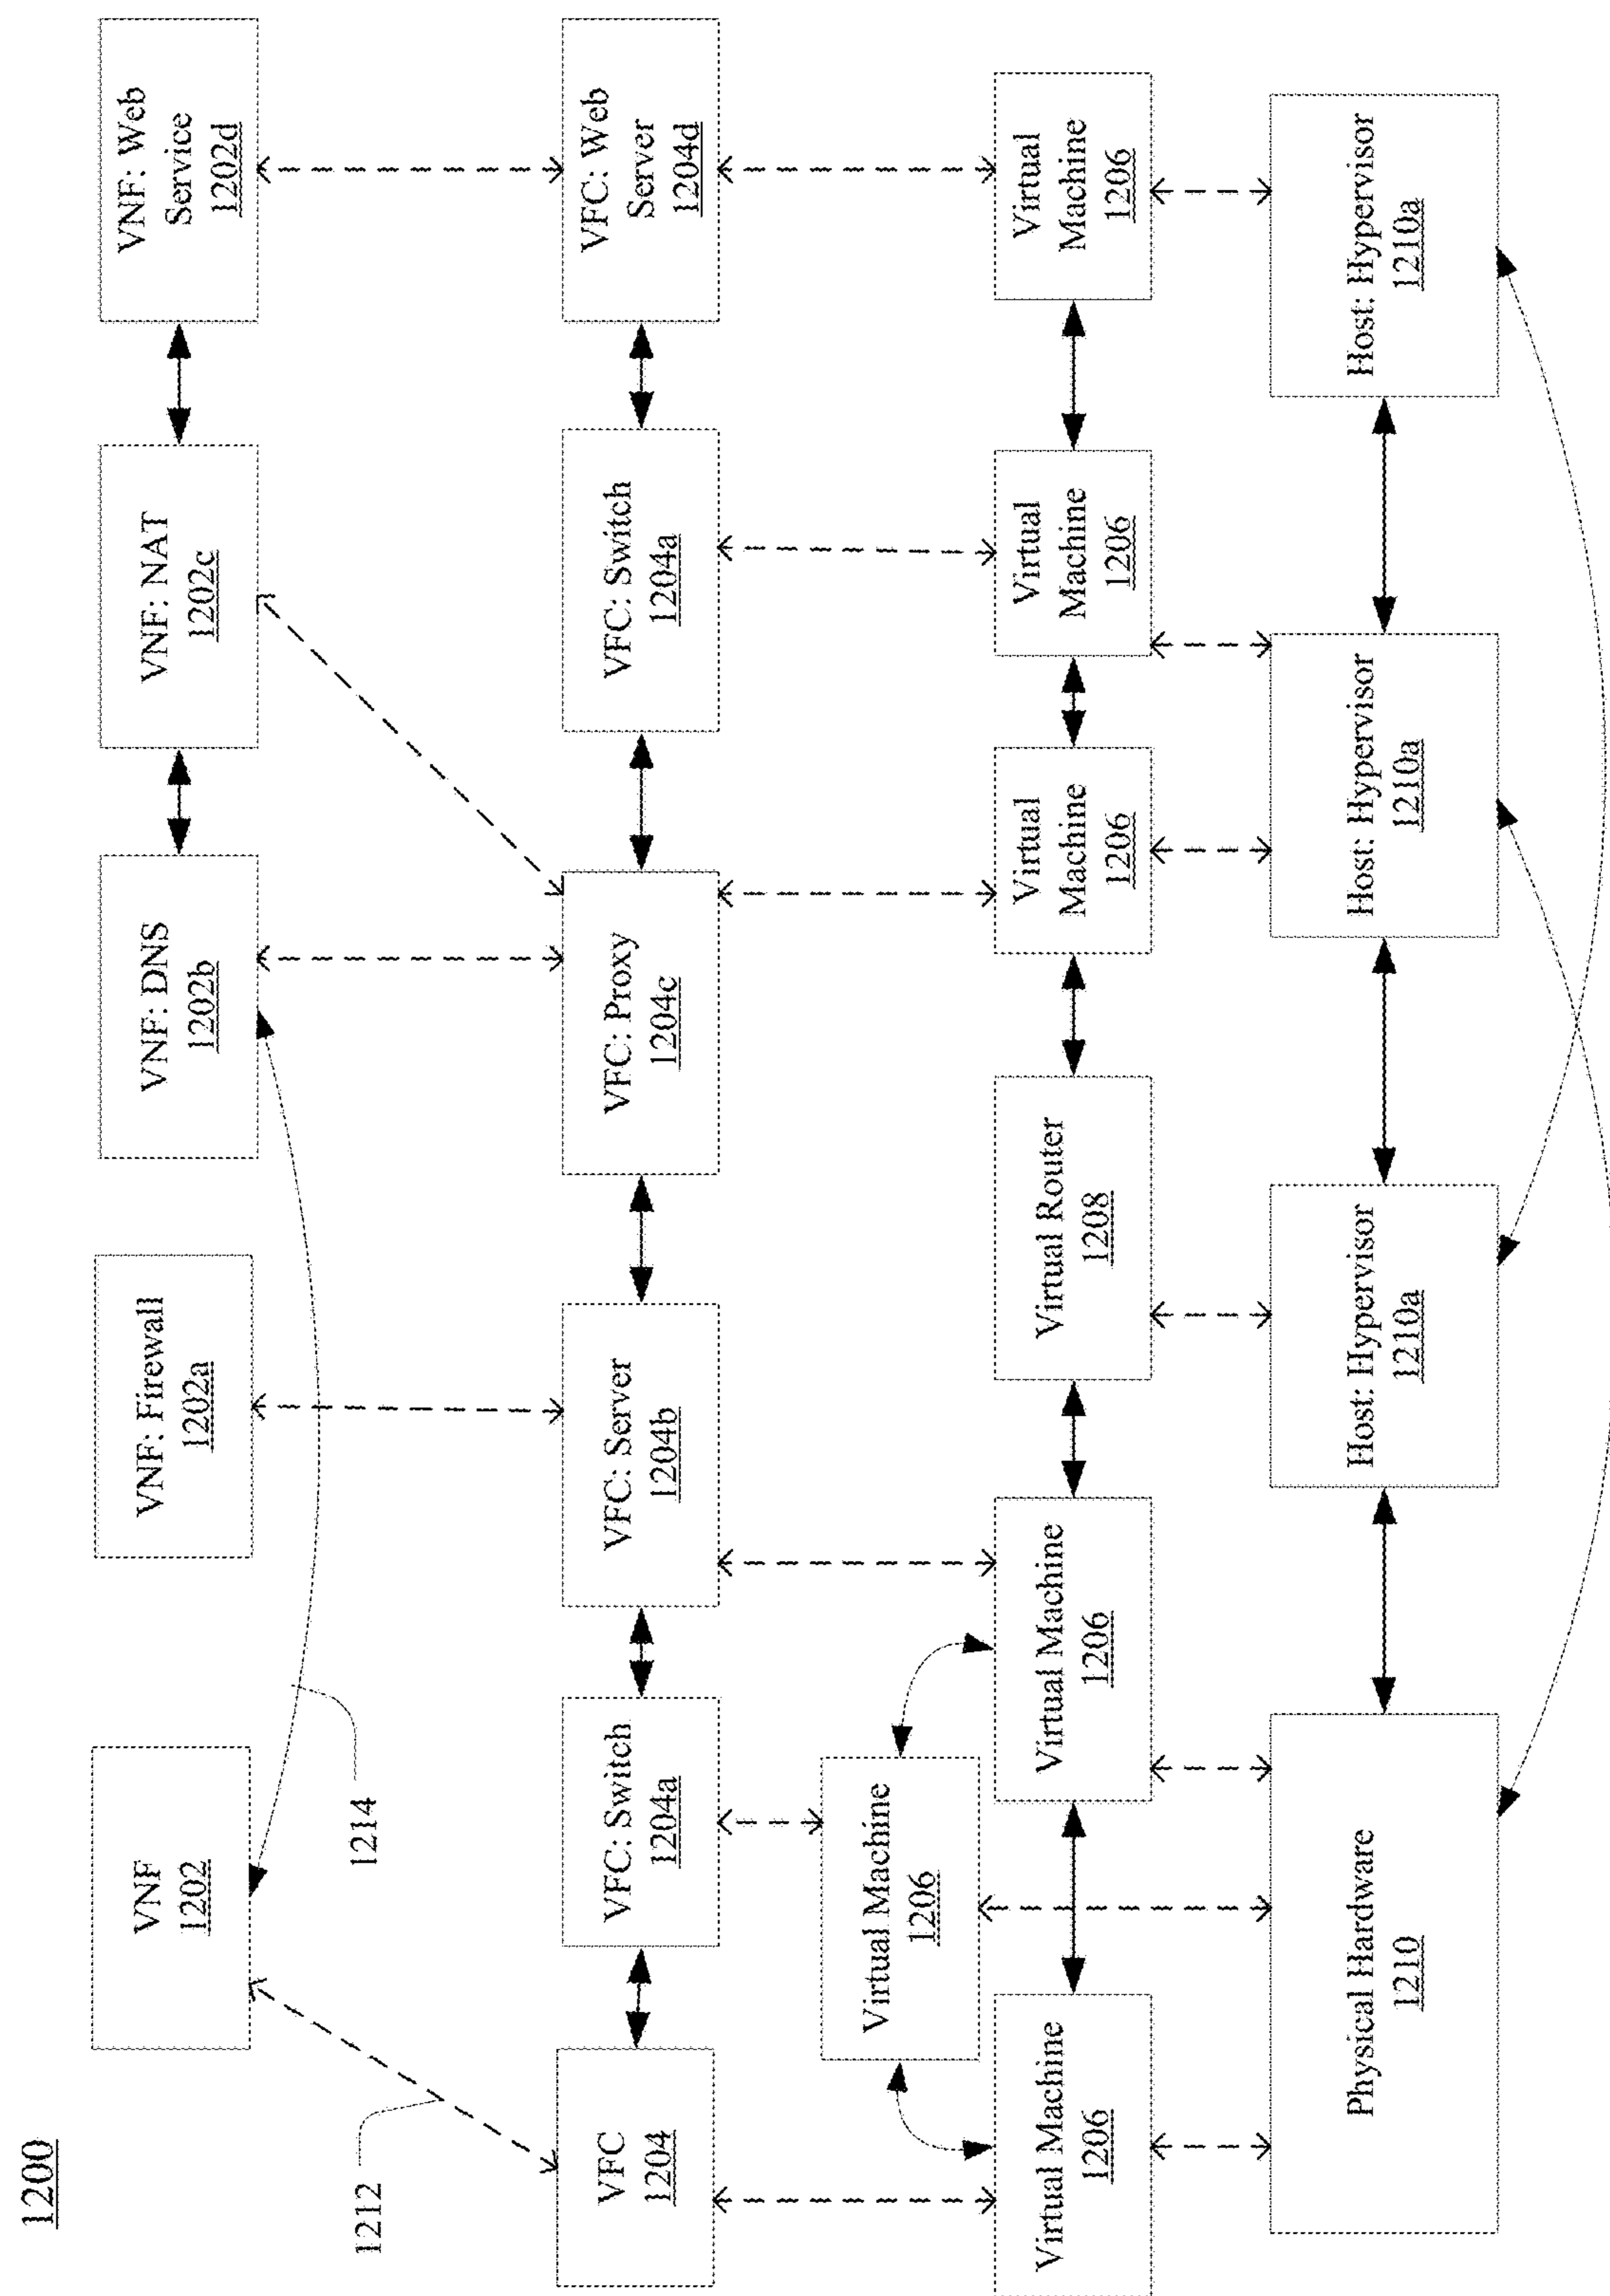 1200
VNF
1202
VNF: Firewall
1202a
VNF: DNS
1202b
VNF: NAT
1202c
VNF: Web
Service
1202d
1212
1214
VFC
1204
VFC: Switch
1204a
VFC: Server
1204b
VFC: Proxy
1204c
VFC: Switch
1204a
VFC: Web
Server
1204d
Virtual Machine
1206
Virtual Machine
1206
Virtual Machine
1206
Virtual Router
1208
Virtual
Machine
1206
Virtual
Machine
1206
Virtual
Machine
1206
Physical Hardware
1210
Host: Hypervisor
1210a
Host: Hypervisor
1210a
Host: Hypervisor
1210a